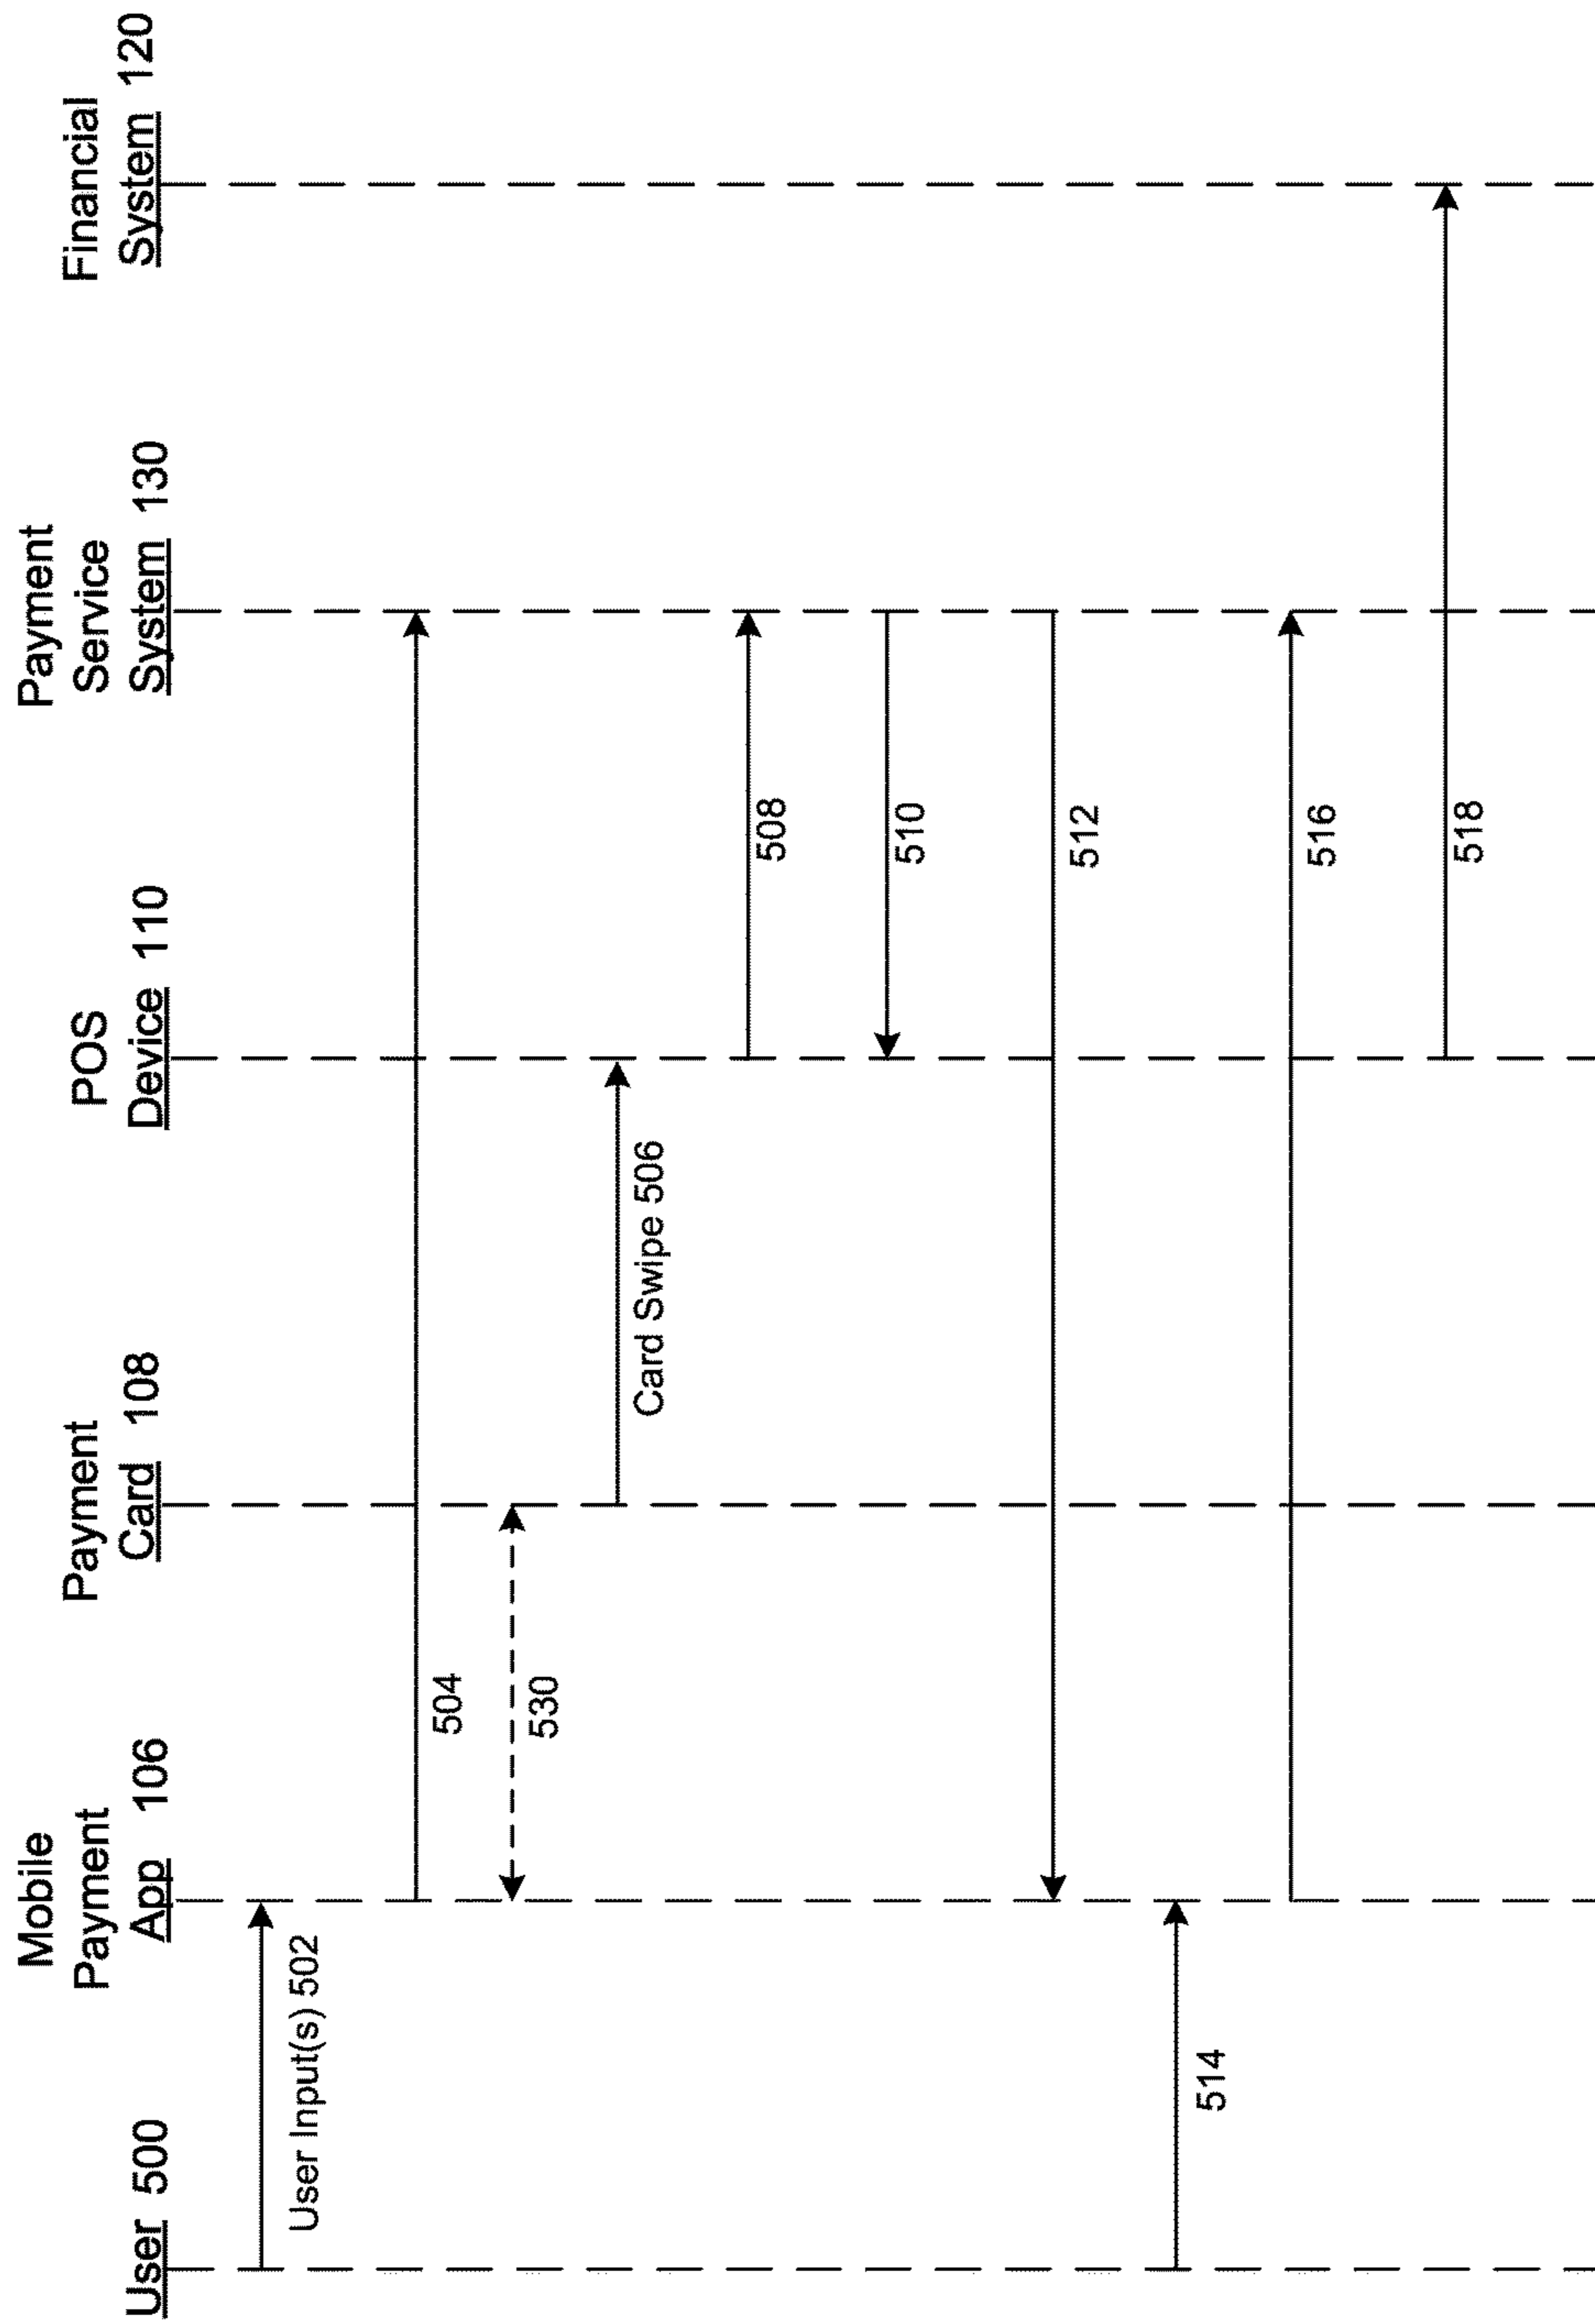 User 500
Mobile
Payment
App 106
Payment
Card 108
POS
Device 110
Payment
Service
System 130
Financial
System 120
User Input(s) 502
504
530
Card Swipe 506
508
510
512
514
516
518